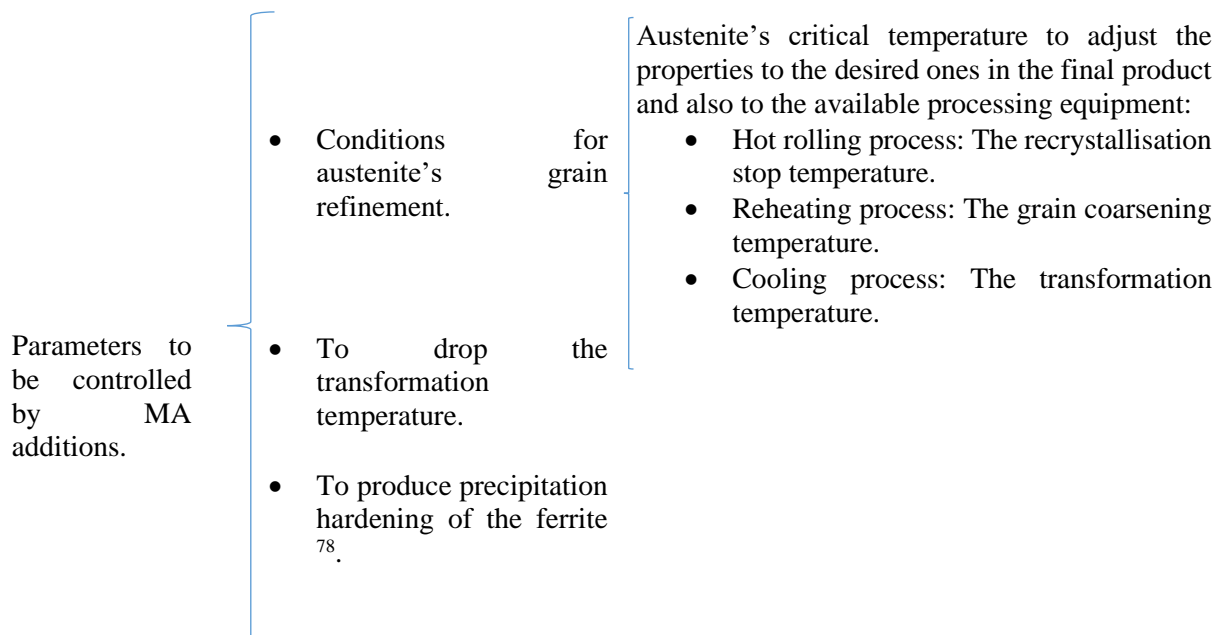 Parameters to
be controlled
by MA
additions.
• Conditions for
austenite’s grain
refinement.
• To drop the
transformation
temperature.
• To produce precipitation
hardening of the ferrite
78.
Austenite’s critical temperature to adjust the
properties to the desired ones in the final product
and also to the available processing equipment:
• Hot rolling process: The recrystallisation
stop temperature.
• Reheating process: The grain coarsening
temperature.
• Cooling process: The transformation
temperature.